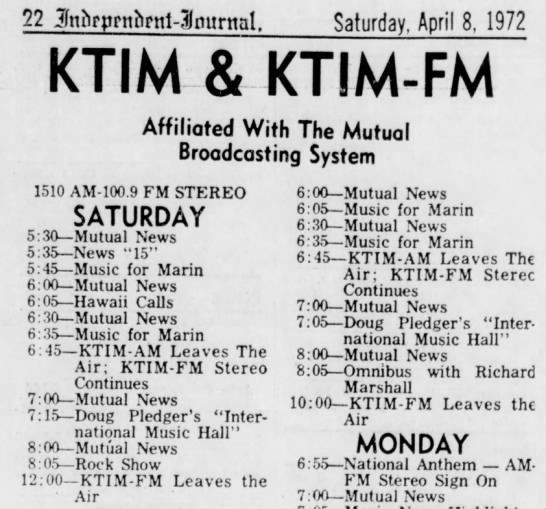 22 Independent-Journal, Saturday, April 8, 1972
KTIM & KTIM-FM
Affiliated With The Mutual
Broadcasting System
1510 AM-100.9 FM STEREO
SATURDAY
5:30—Mutual News
5:35—News "15"
5:45—Music for Marin
6:00—Mutual News
6:05—Hawaii Calls
6:30—Mutual News
6:35—Music for Marin
6:45—KTIM-AM Leaves The
Air; KTIM-FM Stereo
Continues
7:00—Mutual News
7:15—Doug Pledger's "Inter-
national Music Hall"
8:00—Mutual News
8:05—Rock Show
12:00—KTIM-FM Leaves the
Air
6:00—Mutual News
6:05—Music for Marin
6:30—Mutual News
6:35—Music for Marin
6:45—KTIM-AM Leaves The
Air; KTIM-FM Stereo
Continues
7:00—Mutual News
7:05—Doug Pledger's "Inter-
national Music Hall"
8:00—Mutual News
8:05—Omnibus with Richard
Marshall
10:00—KTIM-FM Leaves the
Air
MONDAY
6:55—National Anthem — AM-
FM Stereo Sign On
7:00—Mutual News